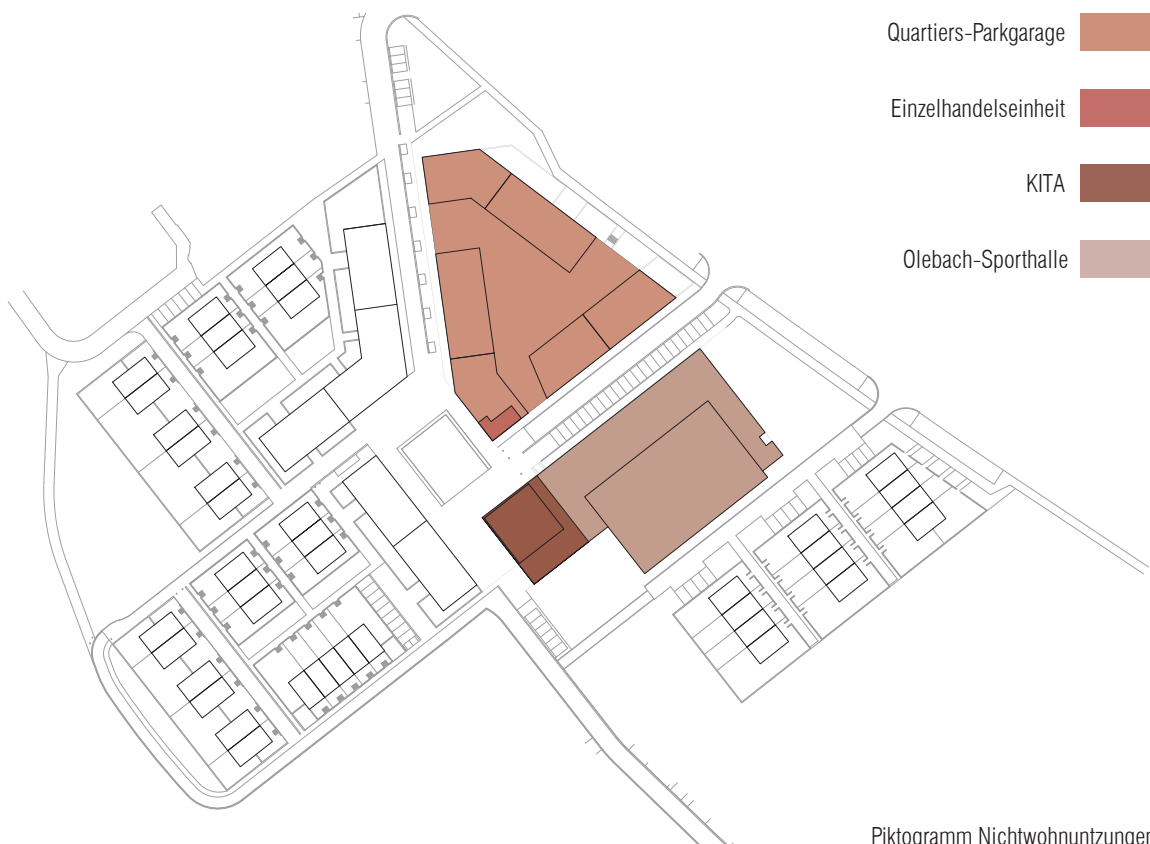 Quartiers-Parkgarage
Einzelhandelseinheit
KITA
Olebach-Sporthalle
Piktogramm Nichtwohnuntzungen